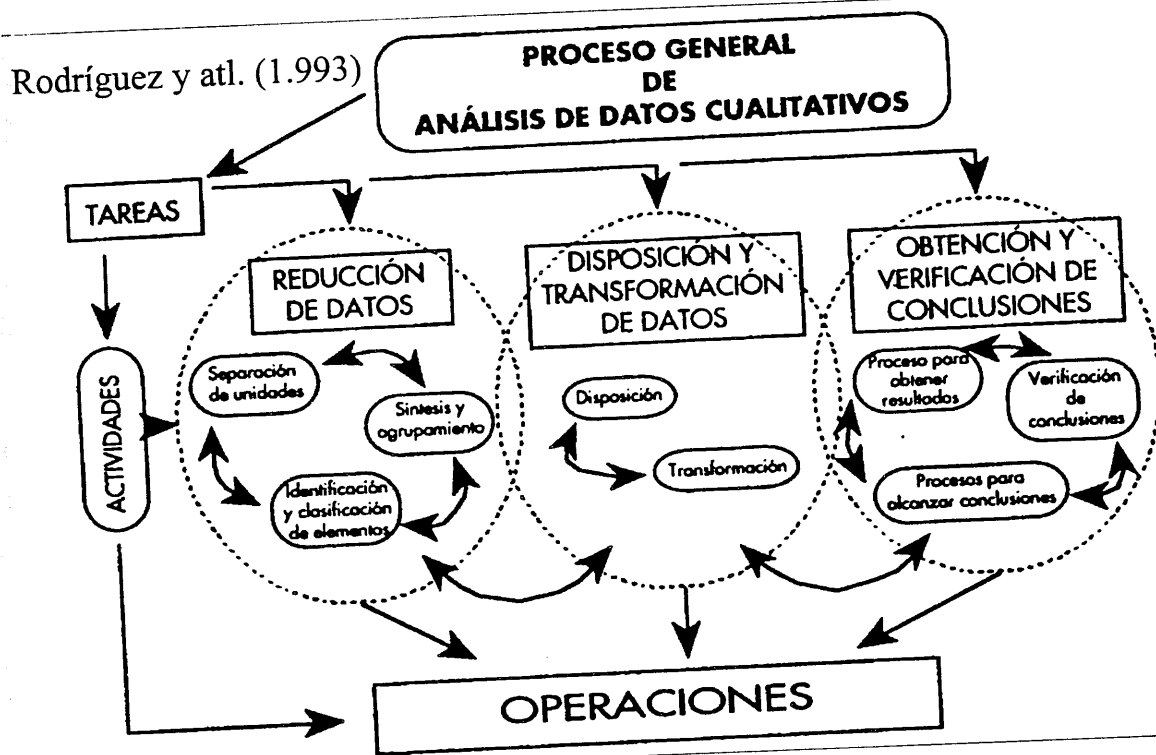 Rodríguez y atl. (1.993)
PROCESO GENERAL
DE
ANÁLISIS DE DATOS CUALITATIVOS
TAREAS
REDUCCIÓN
DE DATOS
DISPOSICIÓN Y
TRANSFORMACIÓN
DE DATOS
OBTENCIÓN Y
VERIFICACIÓN DE
CONCLUSIONES
ACTIVIDADES
Separación
de unidades
Síntesis y
agrupamiento
Identificación
y clasificación
de elementos
Disposición
Transformación
Proceso para
obtener
resultados
Verificación
de
conclusiones
Procesos para
alcanzar conclusiones
OPERACIONES